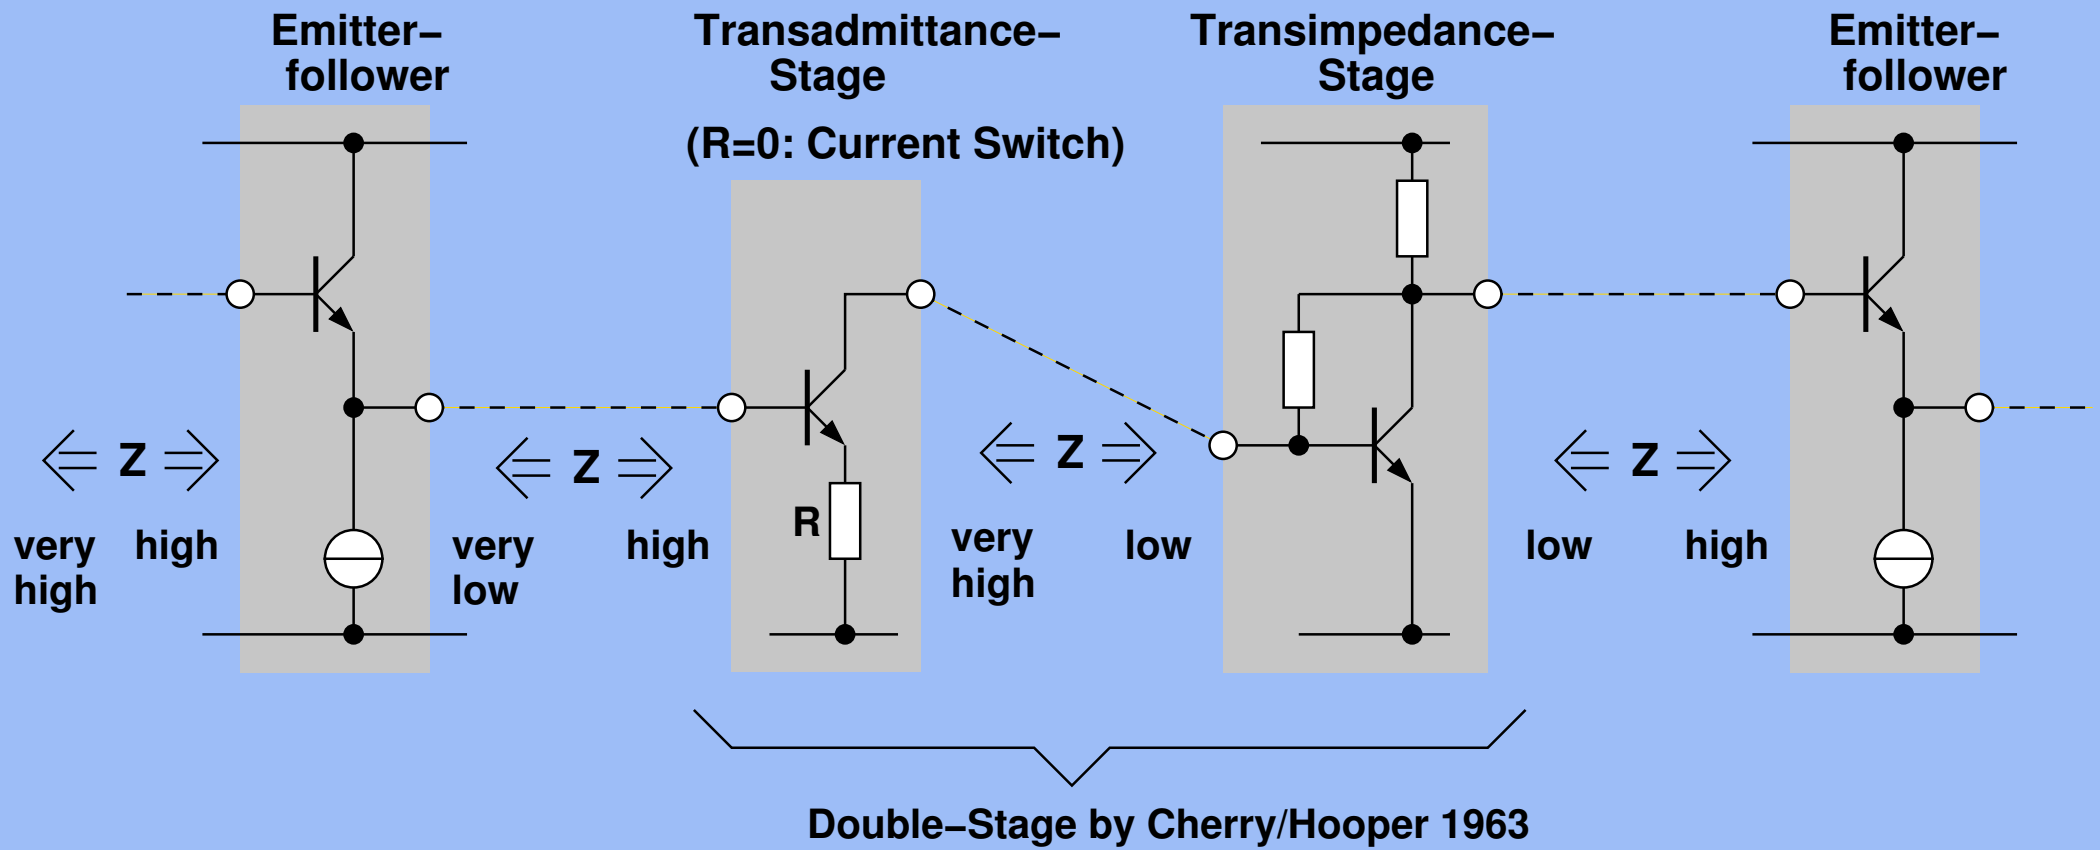 Emitter–
follower
Transadmittance–
Stage
(R=0: Current Switch)
Transimpedance–
Stage
Emitter–
follower
Z
very
high
high
Z
very
low
high
R
Z
very
high
low
Z
low
high
Double–Stage by Cherry/Hooper 1963